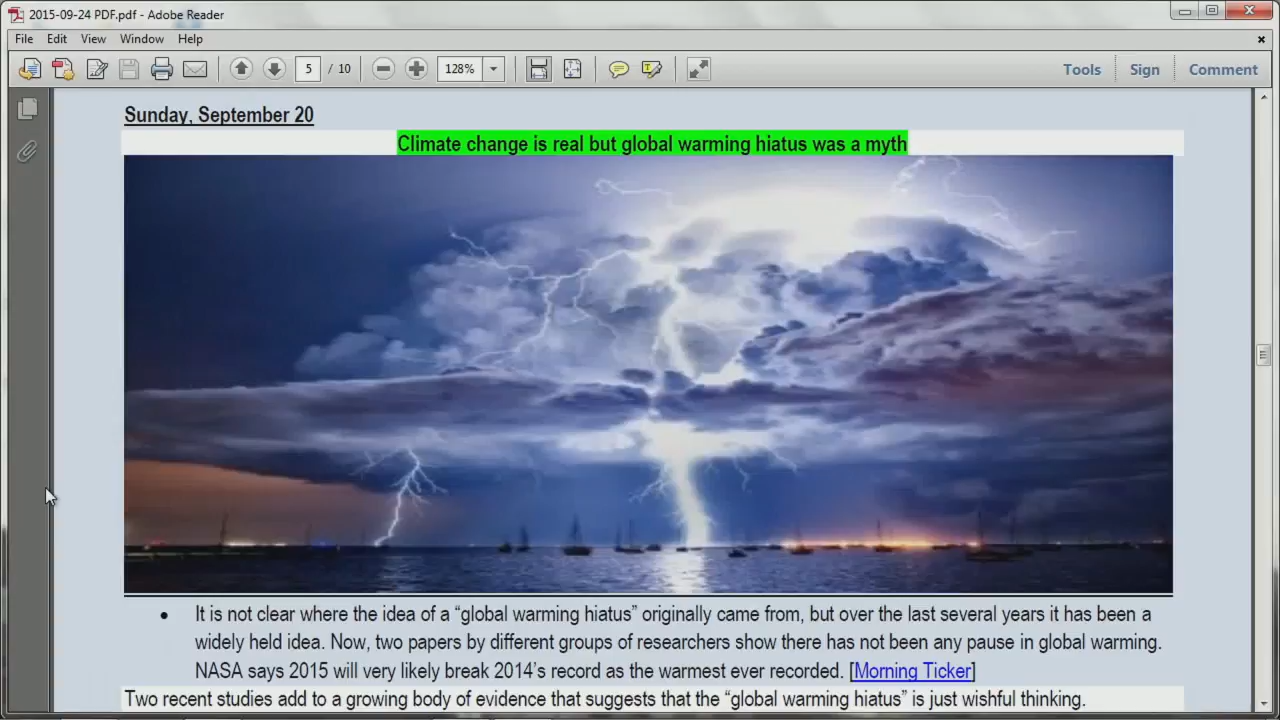 2015-09-24 PDF.pdf - Adobe Reader
File Edit View Window Help
5 / 10 128% Tools Sign Comment
Sunday, September 20
Climate change is real but global warming hiatus was a myth
• It is not clear where the idea of a “global warming hiatus” originally came from, but over the last several years it has been a
widely held idea. Now, two papers by different groups of researchers show there has not been any pause in global warming.
NASA says 2015 will very likely break 2014’s record as the warmest ever recorded. [Morning Ticker]
Two recent studies add to a growing body of evidence that suggests that the “global warming hiatus” is just wishful thinking.